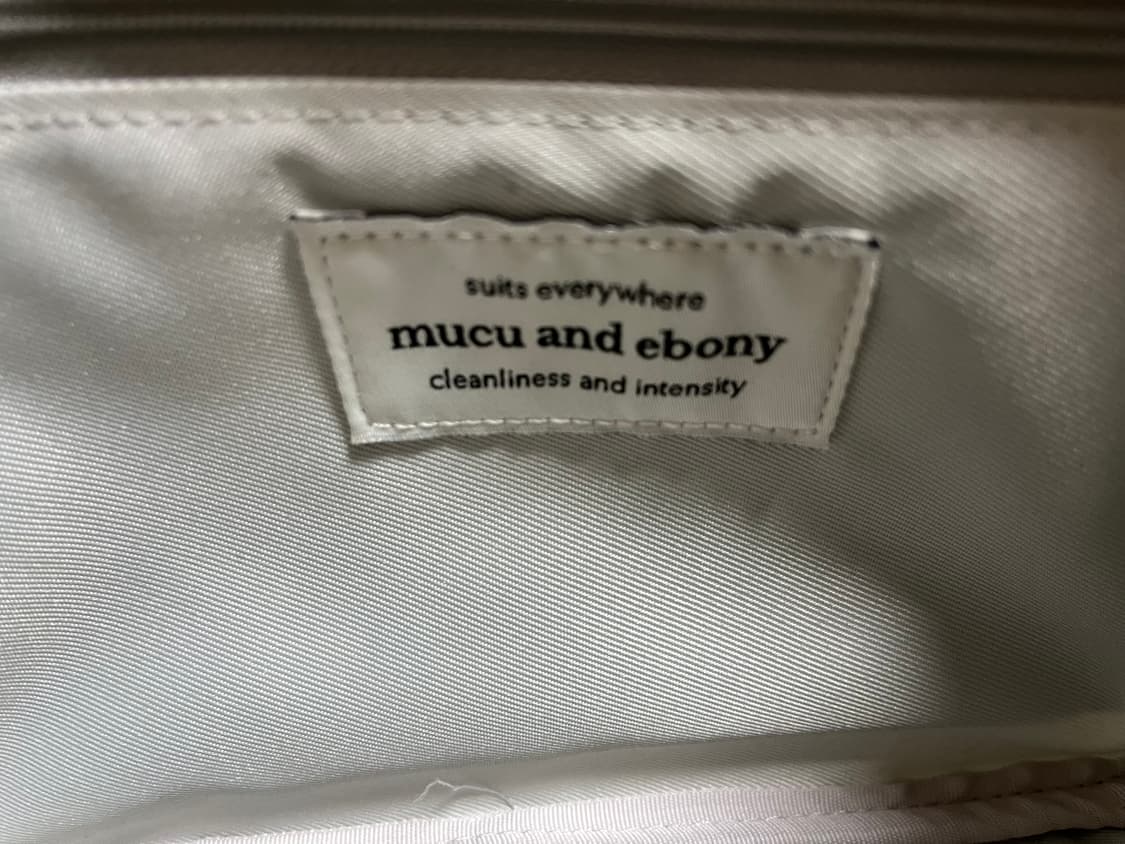 suits everywhere
mucu and ebony
cleanliness and intensity